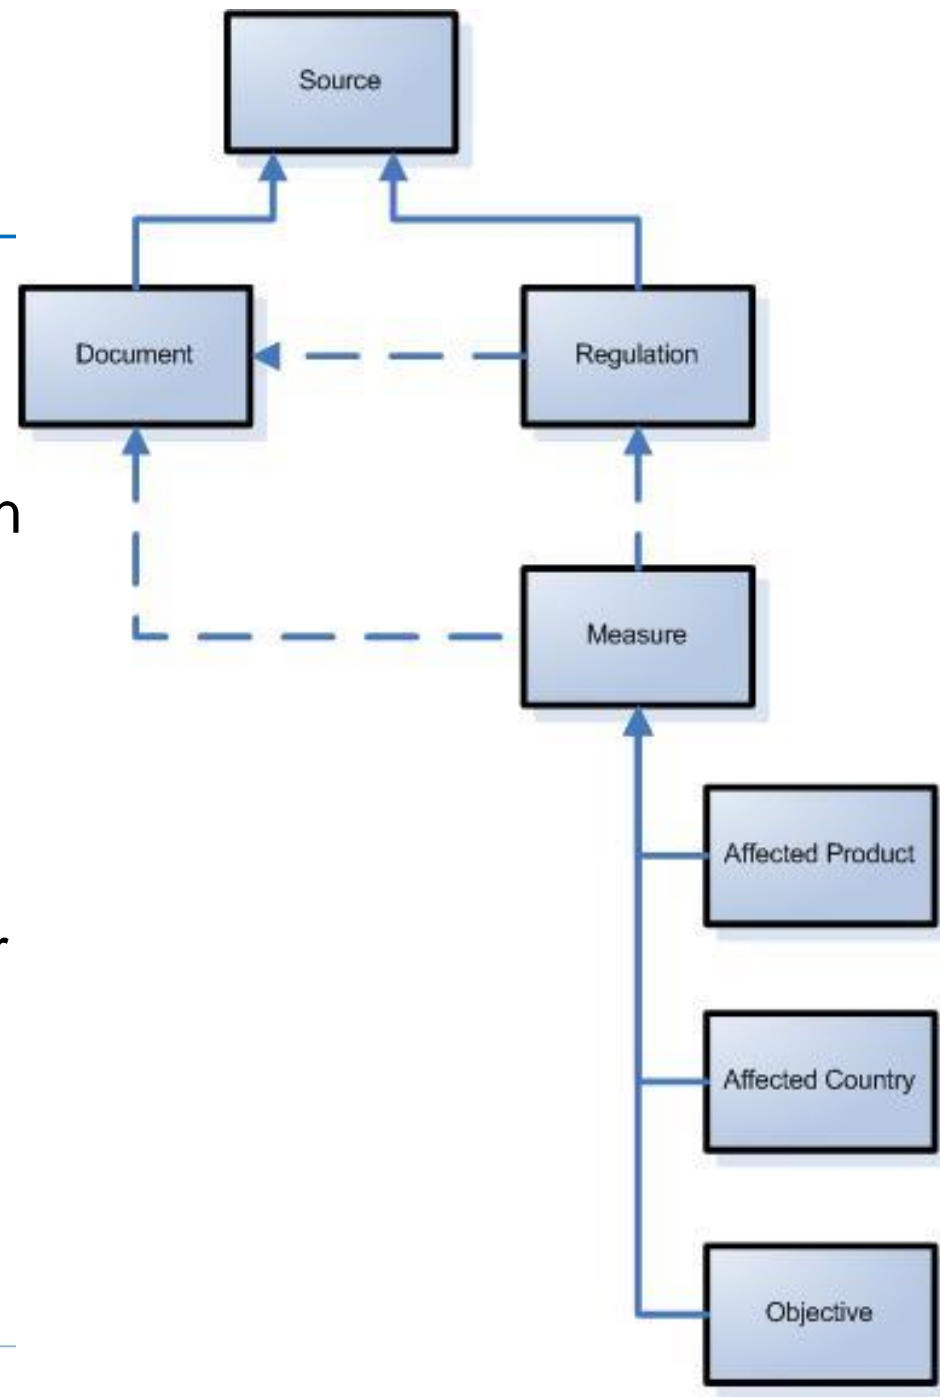 Source
Document
Regulation
n
Measure
Affected Product
r
Affected Country
Objective